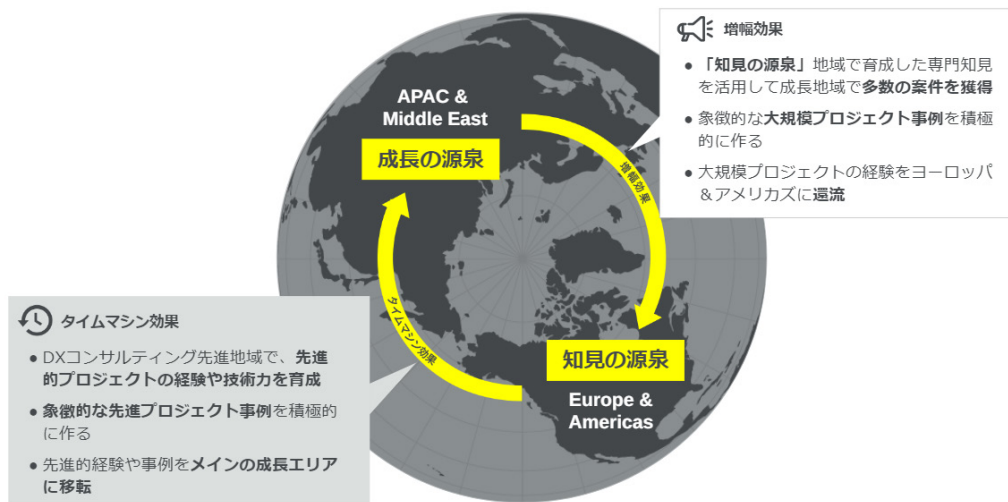 増幅効果
● 「知見の源泉」地域で育成した専門知見
を活用して成長地域で多数の案件を獲得
● 象徴的な大規模プロジェクト事例を積極
的に作る
● 大規模プロジェクトの経験をヨーロッパ
＆アメリカズに還流
APAC &
Middle East
成長の源泉
増幅効果
タイムマシン効果
知見の源泉
Europe &
Americas
タイムマシン効果
● DXコンサルティング先進地域で、先進
的プロジェクトの経験や技術力を育成
● 象徴的な先進プロジェクト事例を積極的
に作る
● 先進的経験や事例をメインの成長エリア
に移転